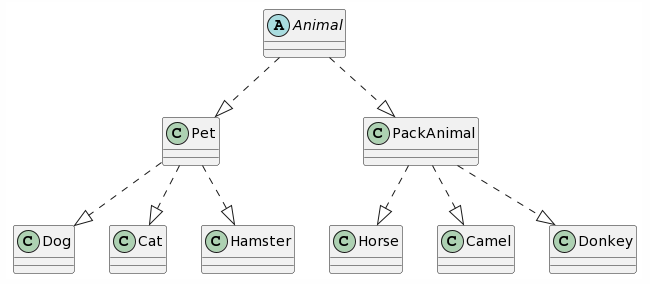 A Animal
C Pet
C PackAnimal
C Dog
C Cat
C Hamster
C Horse
C Camel
C Donkey